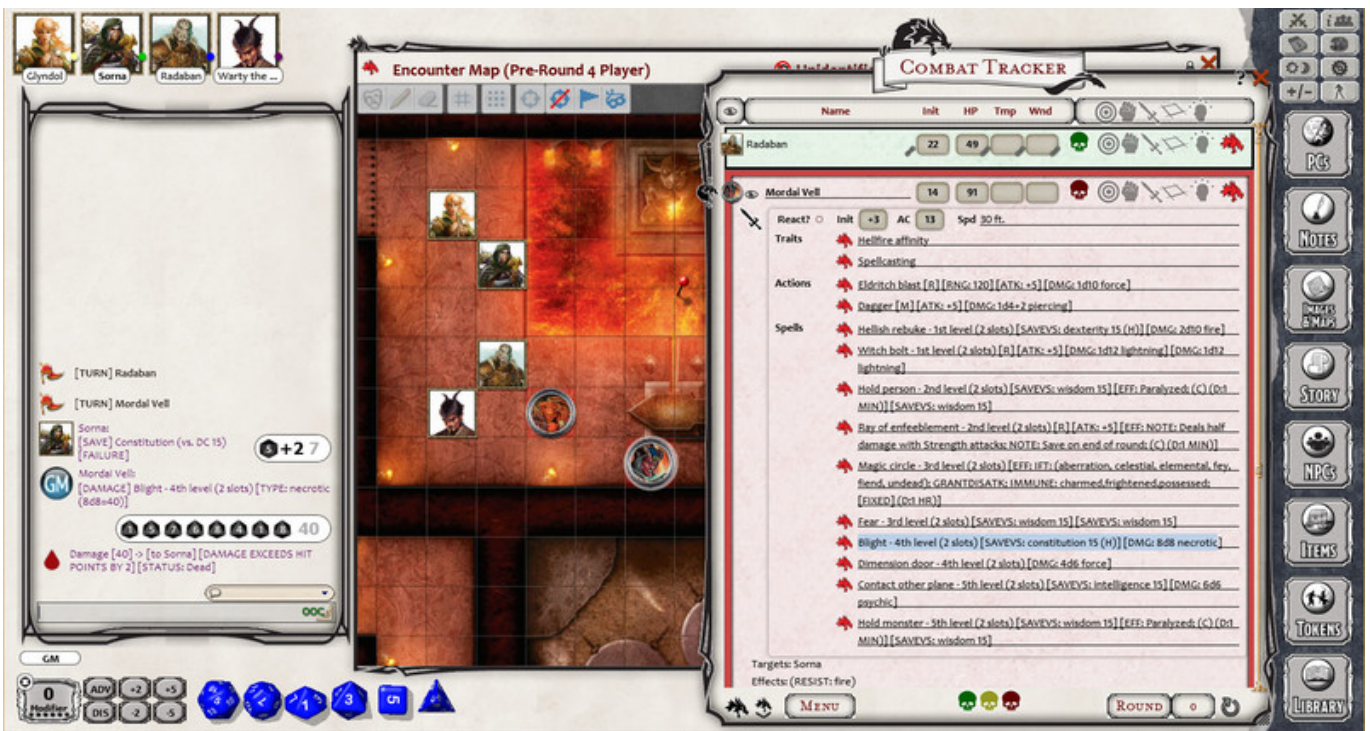 Glyndol
Sorna
Radaban
Warty the ...
Encounter Map (Pre-Round 4 Player)
[TURN] Radaban
[TURN] Mordai Vell
Sorna:
[SAVE] Constitution (vs. DC 15)
[FAILURE]
+2 7
GM
Mordai Vell:
[DAMAGE] Blight - 4th level (2 slots) [TYPE: necrotic
(8d8=40)]
40
Damage [40] -> [to Sorna] [DAMAGE EXCEEDS HIT
POINTS BY 2] [STATUS: Dead]
OOC
GM
0
Modifier
ADV
+2
+5
DIS
-2
-5
COMBAT TRACKER
?
Name Init HP Tmp Wnd
Radaban 22 49
Mordai Vell 14 91
React? Init +3 AC 13 Spd 30 ft.
Traits Hellfire affinity
Spellcasting
Actions Eldritch blast [R] [RNG: 120] [ATK: +5] [DMG: 1d10 force]
Dagger [M] [ATK: +5] [DMG: 1d4+2 piercing]
Spells Hellish rebuke - 1st level (2 slots) [SAVEVS: dexterity 15 (H)] [DMG: 2d10 fire]
Witch bolt - 1st level (2 slots) [R] [ATK: +5] [DMG: 1d12 lightning] [DMG: 1d12
lightning]
Hold person - 2nd level (2 slots) [SAVEVS: wisdom 15] [EFF: Paralyzed; (C) (D:1
MIN)] [SAVEVS: wisdom 15]
Ray of enfeeblement - 2nd level (2 slots) [R] [ATK: +5] [EFF: NOTE: Deals half
damage with Strength attacks; NOTE: Save on end of round; (C) (D:1 MIN)]
Magic circle - 3rd level (2 slots) [EFF: IFT: (aberration, celestial, elemental, fey,
fiend, undead); GRANTDISATK; IMMUNE: charmed,frightened,possessed;
[FIXED] (D:1 HR)]
Fear - 3rd level (2 slots) [SAVEVS: wisdom 15] [SAVEVS: wisdom 15]
Blight - 4th level (2 slots) [SAVEVS: constitution 15 (H)] [DMG: 8d8 necrotic]
Dimension door - 4th level (2 slots) [DMG: 4d6 force]
Contact other plane - 5th level (2 slots) [SAVEVS: intelligence 15] [DMG: 6d6
psychic]
Hold monster - 5th level (2 slots) [SAVEVS: wisdom 15] [EFF: Paralyzed; (C) (D:1
MIN)] [SAVEVS: wisdom 15]
Targets: Sorna
Effects: (RESIST: fire)
MENU
ROUND 0
+/-
PCS
NOTES
IMAGES
& MAPS
STORY
NPCS
ITEMS
TOKENS
LIBRARY